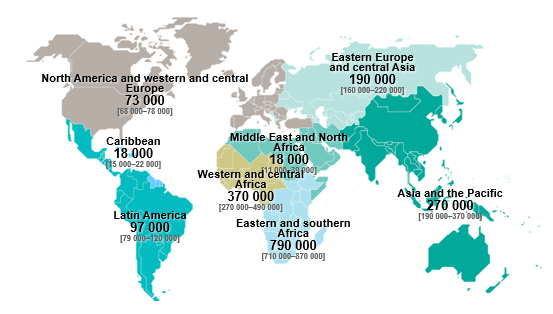 Eastern Europe
and central Asia
190 000
[160 000–220 000]
North America and western and central
Europe
73 000
[68 000–78 000]
Caribbean
18 000
[15 000–22 000]
Middle East and North
Africa
18 000
Western and central
Africa
370 000
[270 000–490 000]
Asia and the Pacific
270 000
[190 000–370 000]
Latin America
97 000
[79 000–120 000]
Eastern and southern
Africa
790 000
[710 000–870 000]